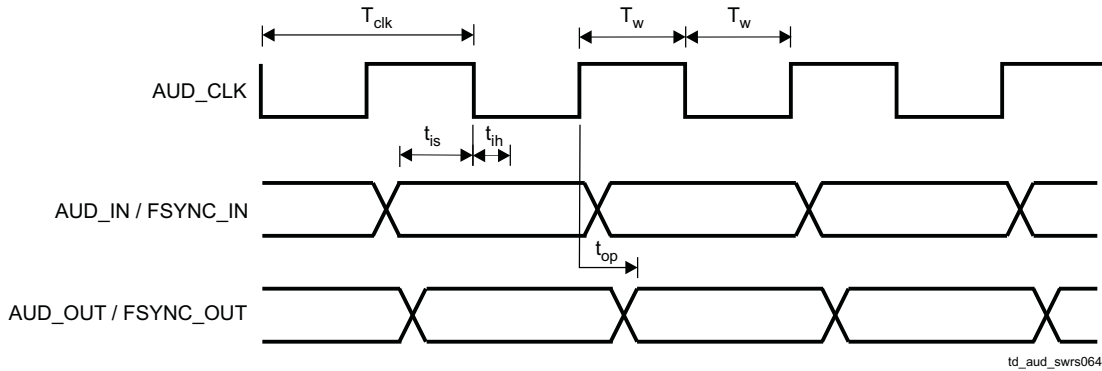 T_clk
T_w
T_w
AUD_CLK
t_is
t_ih
AUD_IN / FSYNC_IN
t_op
AUD_OUT / FSYNC_OUT
td_aud_swrs064